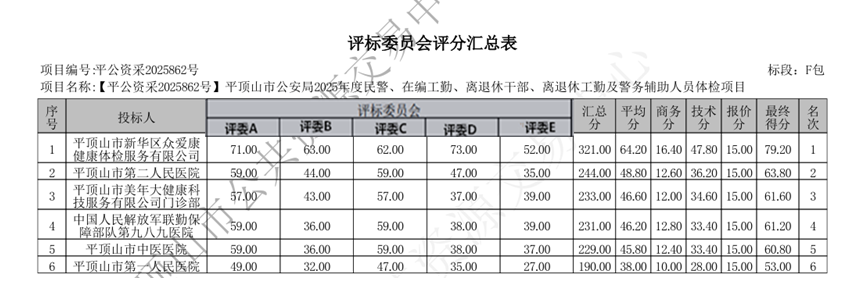 评标委员会评分汇总表
项目编号:平公资采2025862号 标段: F包
项目名称:【平公资采2025862号】平顶山市公安局2025年度民警、在编工勤、离退休干部、离退休工勤及警务辅助人员体检项目
序号 投标人 评标委员会 汇总分 平均分 商务分 技术分 报价分 最终得分 名次
评委A 评委B 评委C 评委D 评委E
1 平顶山市新华区众爱康健康体检服务有限公司 71.00 63.00 62.00 73.00 52.00 321.00 64.20 16.40 47.80 15.00 79.20 1
2 平顶山市第二人民医院 59.00 44.00 59.00 47.00 35.00 244.00 48.80 12.60 36.20 15.00 63.80 2
3 平顶山市美年大健康科技服务有限公司门诊部 57.00 43.00 57.00 37.00 39.00 233.00 46.60 12.00 34.60 15.00 61.60 3
4 中国人民解放军联勤保障部队第九八九医院 59.00 36.00 59.00 38.00 39.00 231.00 46.20 12.80 33.40 15.00 61.20 4
5 平顶山市中医医院 59.00 36.00 59.00 38.00 37.00 229.00 45.80 12.40 33.40 15.00 60.80 5
6 平顶山市第一人民医院 49.00 32.00 47.00 35.00 27.00 190.00 38.00 10.00 28.00 15.00 53.00 6